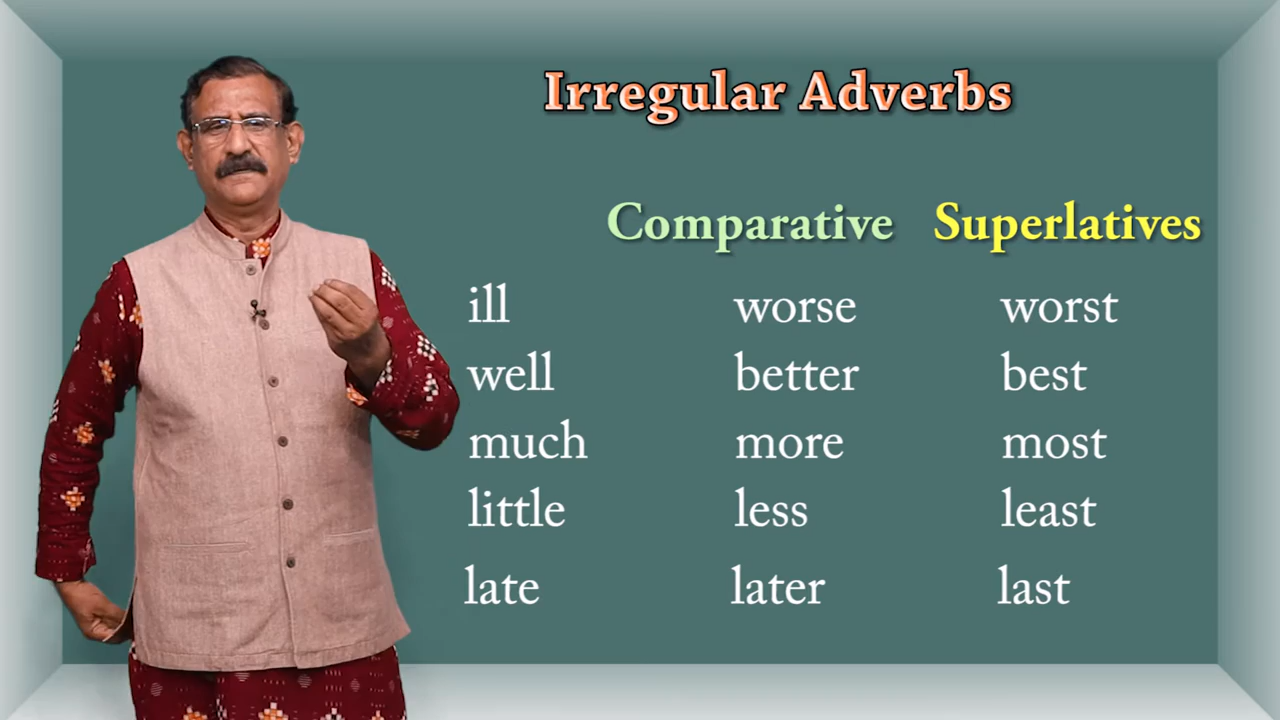 Irregular Adverbs
Comparative Superlatives
ill worse worst
well better best
much more most
little less least
late later last